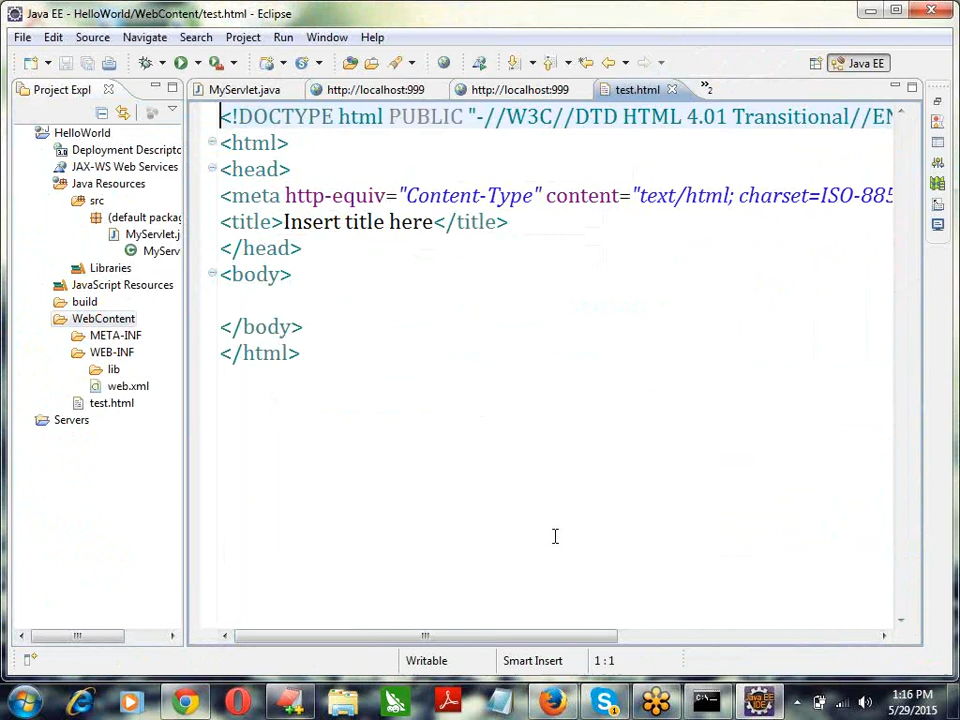 Java EE - HelloWorld/WebContent/test.html - Eclipse
File Edit Source Navigate Search Project Run Window Help
Java EE
Project Expl
MyServlet.java
http://localhost:999
http://localhost:999
test.html
»2
HelloWorld
Deployment Descripto
JAX-WS Web Services
Java Resources
src
(default packag
MyServlet.j
MyServ
Libraries
JavaScript Resources
build
WebContent
META-INF
WEB-INF
lib
web.xml
test.html
Servers
<!DOCTYPE html PUBLIC "-//W3C//DTD HTML 4.01 Transitional//EN
<html>
<head>
<meta http-equiv="Content-Type" content="text/html; charset=ISO-885
<title>Insert title here</title>
</head>
<body>
</body>
</html>
Writable
Smart Insert
1 : 1
1:16 PM
5/29/2015